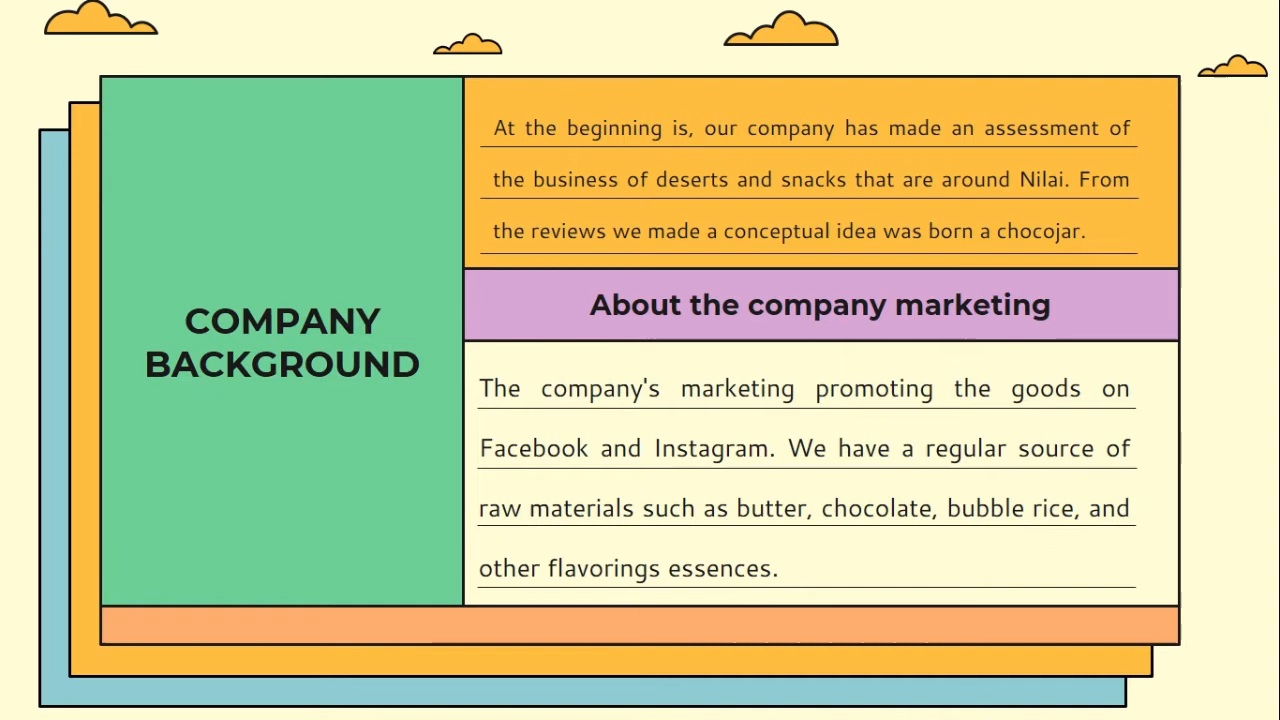 COMPANY
BACKGROUND
At the beginning is, our company has made an assessment of
the business of deserts and snacks that are around Nilai. From
the reviews we made a conceptual idea was born a chocojar.
About the company marketing
The company's marketing promoting the goods on
Facebook and Instagram. We have a regular source of
raw materials such as butter, chocolate, bubble rice, and
other flavorings essences.